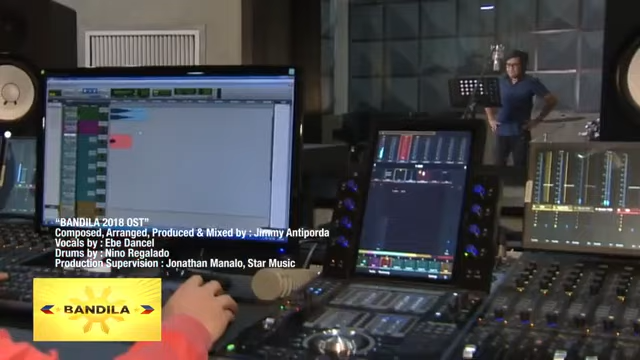 “BANDILA 2018 OST”
Composed, Arranged, Produced & Mixed by : Jimmy Antiporda
Vocals by : Ebe Dancel
Drums by : Nino Regalado
Production Supervision : Jonathan Manalo, Star Music
BANDILA